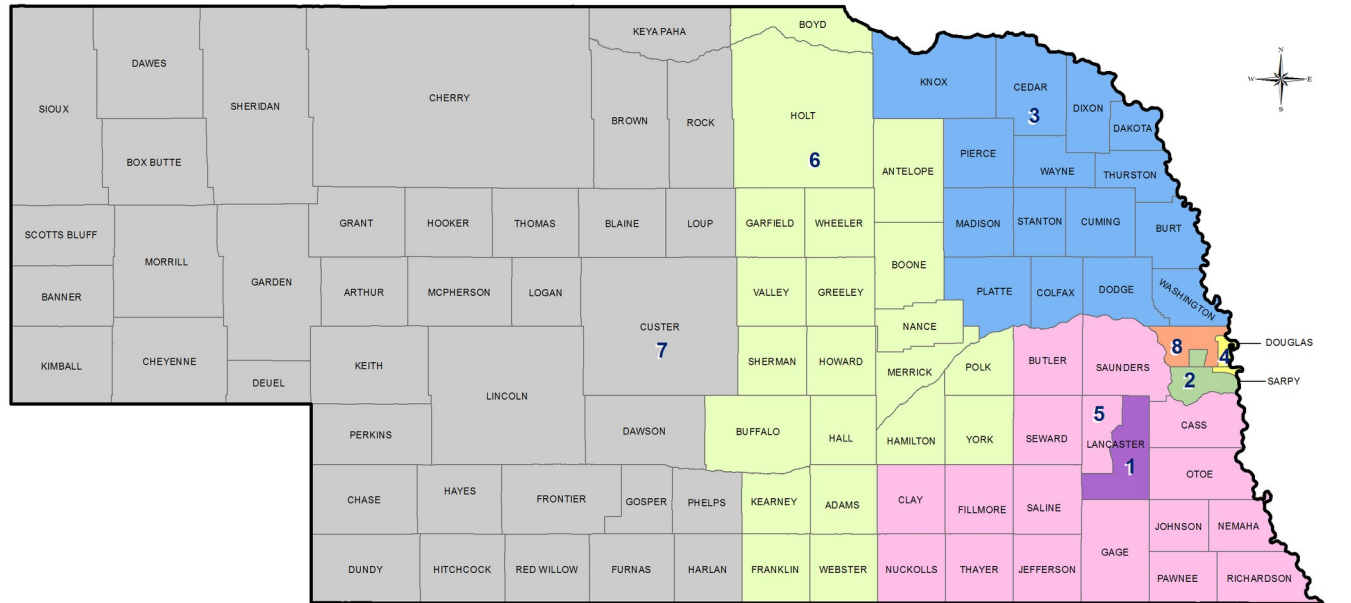 BOYD
KEYA PAHA
N
W E
S
DAWES
KNOX
CEDAR
3
DIXON
SIOUX
SHERIDAN
CHERRY
BROWN
ROCK
HOLT
6
DAKOTA
BOX BUTTE
ANTELOPE
PIERCE
WAYNE
THURSTON
SCOTTS BLUFF
GRANT
HOOKER
THOMAS
BLAINE
LOUP
GARFIELD
WHEELER
MADISON
STANTON
CUMING
BURT
MORRILL
BOONE
BANNER
GARDEN
ARTHUR
MCPHERSON
LOGAN
VALLEY
GREELEY
PLATTE
COLFAX
DODGE
WASHINGTON
CUSTER
7
NANCE
KIMBALL
CHEYENNE
DEUEL
KEITH
LINCOLN
SHERMAN
HOWARD
MERRICK
POLK
BUTLER
SAUNDERS
8
4
DOUGLAS
2
SARPY
PERKINS
DAWSON
BUFFALO
HALL
HAMILTON
YORK
SEWARD
5
LANCASTER
1
CASS
OTOE
CHASE
HAYES
FRONTIER
GOSPER
PHELPS
KEARNEY
ADAMS
CLAY
FILLMORE
SALINE
GAGE
JOHNSON
NEMAHA
DUNDY
HITCHCOCK
RED WILLOW
FURNAS
HARLAN
FRANKLIN
WEBSTER
NUCKOLLS
THAYER
JEFFERSON
PAWNEE
RICHARDSON